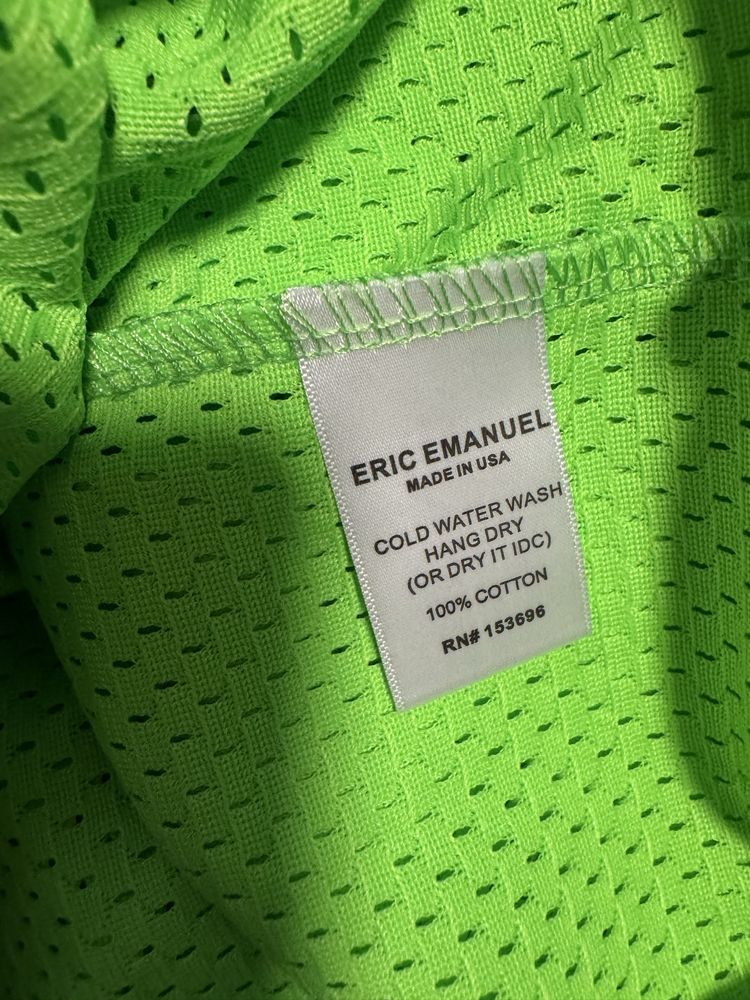 ERIC EMANUEL
MADE IN USA
COLD WATER WASH
HANG DRY
(OR DRY IT IDC)
100% COTTON
RN# 153696